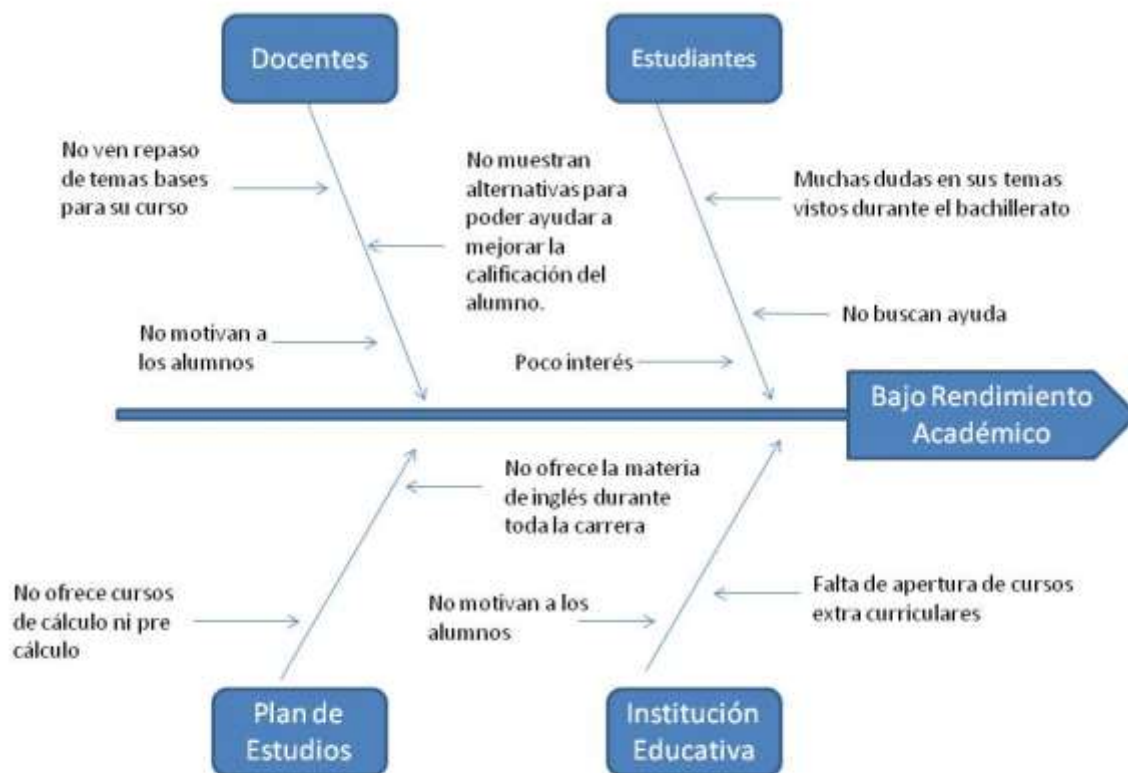 Docentes
Estudiantes
No ven repaso
de temas bases
para su curso
No muestran
alternativas para
poder ayudar a
mejorar la
calificación del
alumno.
Muchas dudas en sus temas
vistos durante el bachillerato
No motivan a
los alumnos
Poco interés
No buscan ayuda
Bajo Rendimiento
Académico
No ofrece la materia
de inglés durante
toda la carrera
No ofrece cursos
de cálculo ni pre
cálculo
No motivan a los
alumnos
Falta de apertura de cursos
extra curriculares
Plan de
Estudios
Institución
Educativa